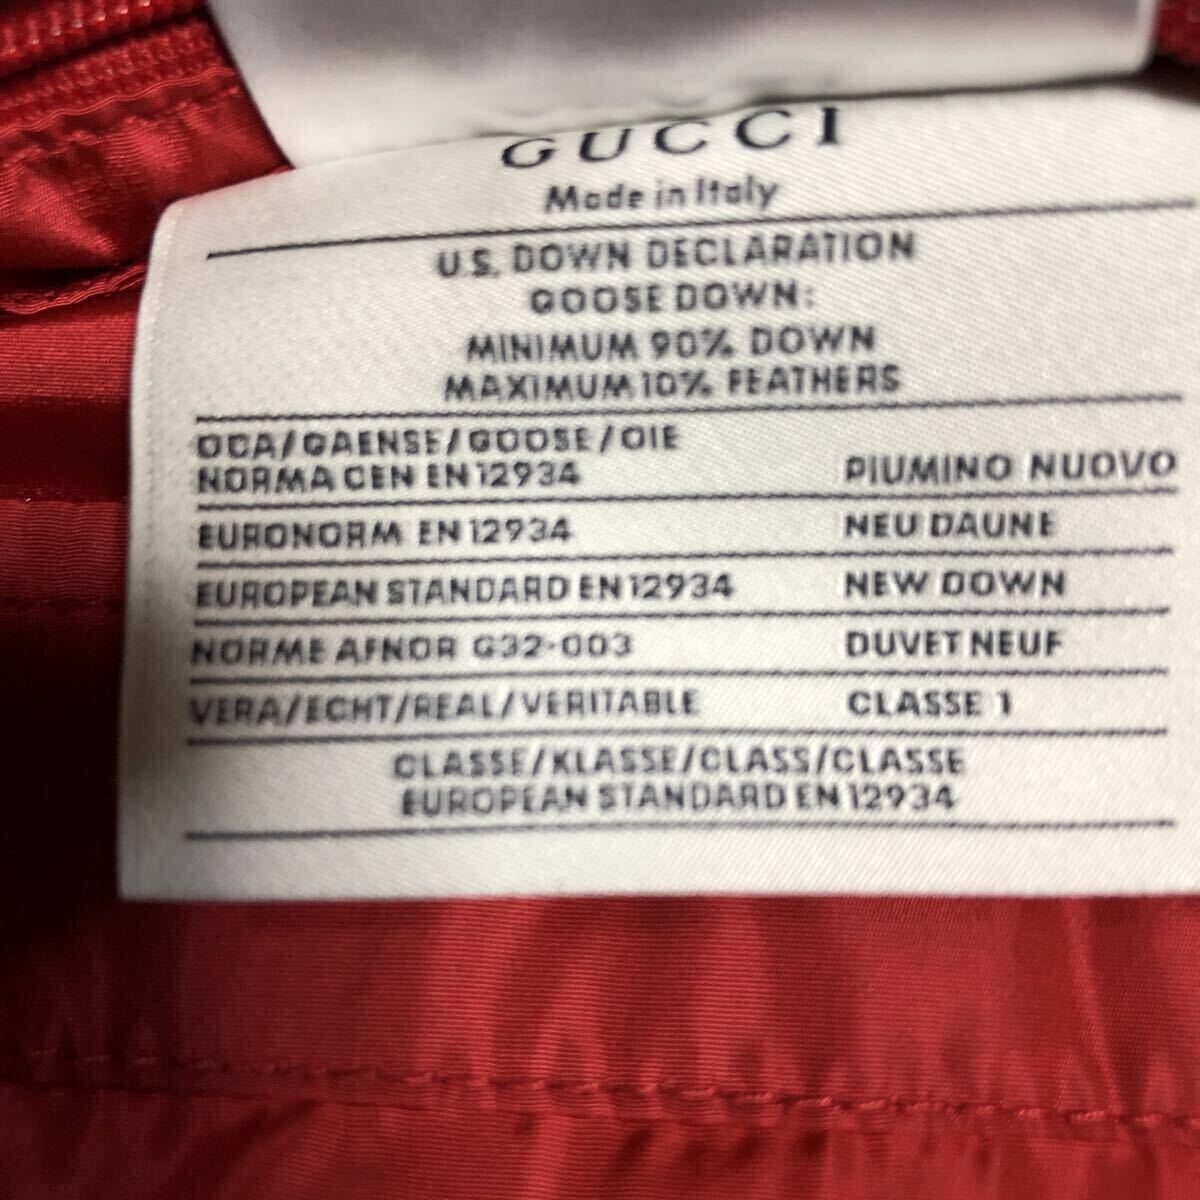 GUCCI
Made in Italy
U.S. DOWN DECLARATION
GOOSE DOWN:
MINIMUM 90% DOWN
MAXIMUM 10% FEATHERS
OCA/GAENSE/GOOSE/OIE
NORMA CEN EN 12934 PIUMINO NUOVO
EURONORM EN 12934 NEU DAUNE
EUROPEAN STANDARD EN 12934 NEW DOWN
NORME AFNOR G32-003 DUVET NEUF
VERA/ECHT/REAL/VERITABLE CLASSE 1
CLASSE/KLASSE/CLASS/CLASSE
EUROPEAN STANDARD EN 12934